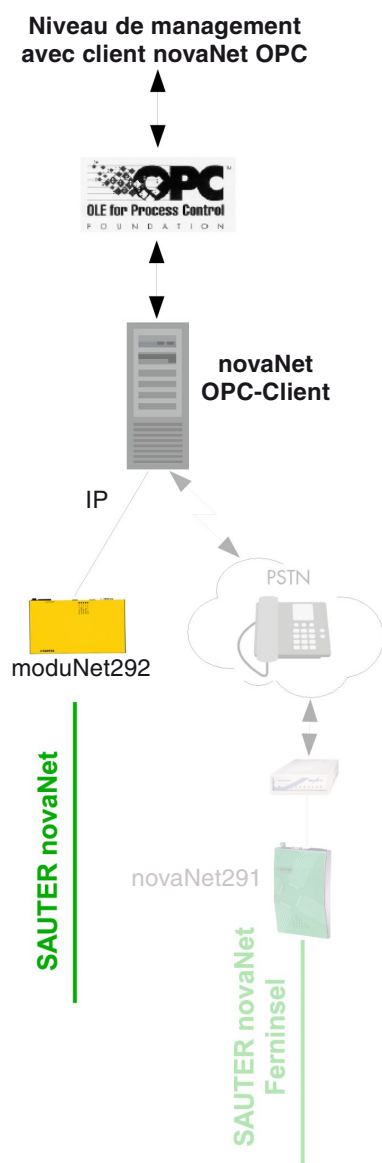 Niveau de management
avec client novaNet OPC
OPC
OLE for Process Control
FOUNDATION
novaNet
OPC-Client
IP
PSTN
moduNet292
SAUTER novaNet
novaNet291
SAUTER novaNet
Ferninsel